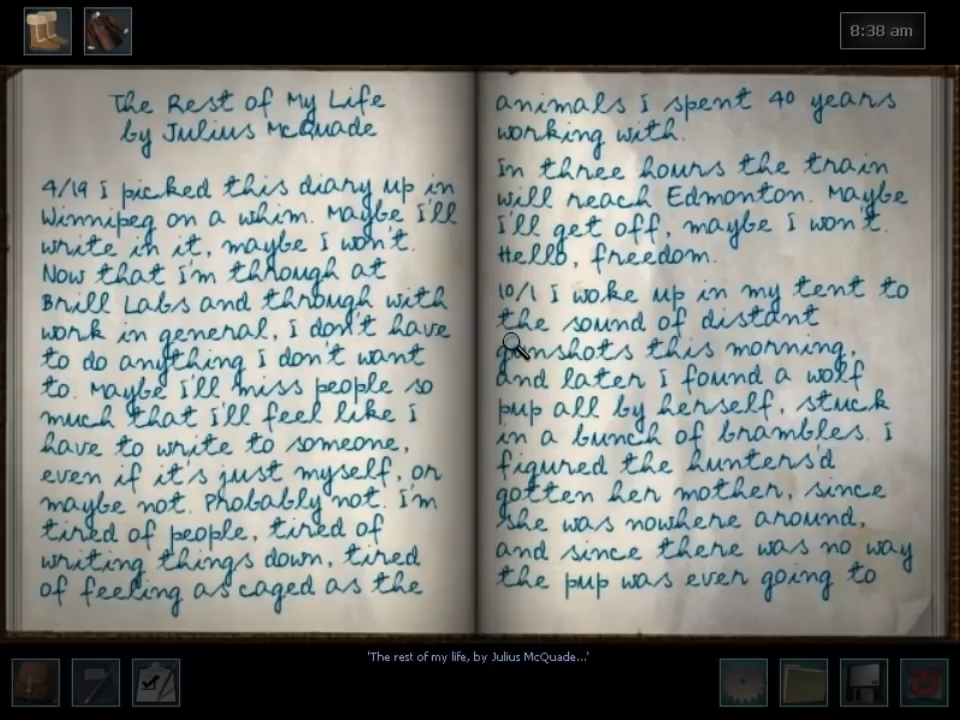 8:38 am
The Rest of My Life
by Julius McQuade
4/19 I picked this diary up in
Winnipeg on a whim. Maybe I'll
write in it, maybe I won't.
Now that I'm through at
Brill Labs and through with
work in general, I don't have
to do anything I don't want
to. Maybe I'll miss people so
much that I'll feel like I
have to write to someone,
even if it's just myself, or
maybe not. Probably not. I'm
tired of people, tired of
writing things down, tired
of feeling as caged as the
animals I spent 40 years
working with.
In three hours the train
will reach Edmonton. Maybe
I'll get off, maybe I won't.
Hello, freedom.
10/1 I woke up in my tent to
the sound of distant
gunshots this morning,
and later I found a wolf
pup all by herself, stuck
in a bunch of brambles. I
figured the hunters'd
gotten her mother, since
she was nowhere around,
and since there was no way
the pup was ever going to
'The rest of my life, by Julius McQuade...'